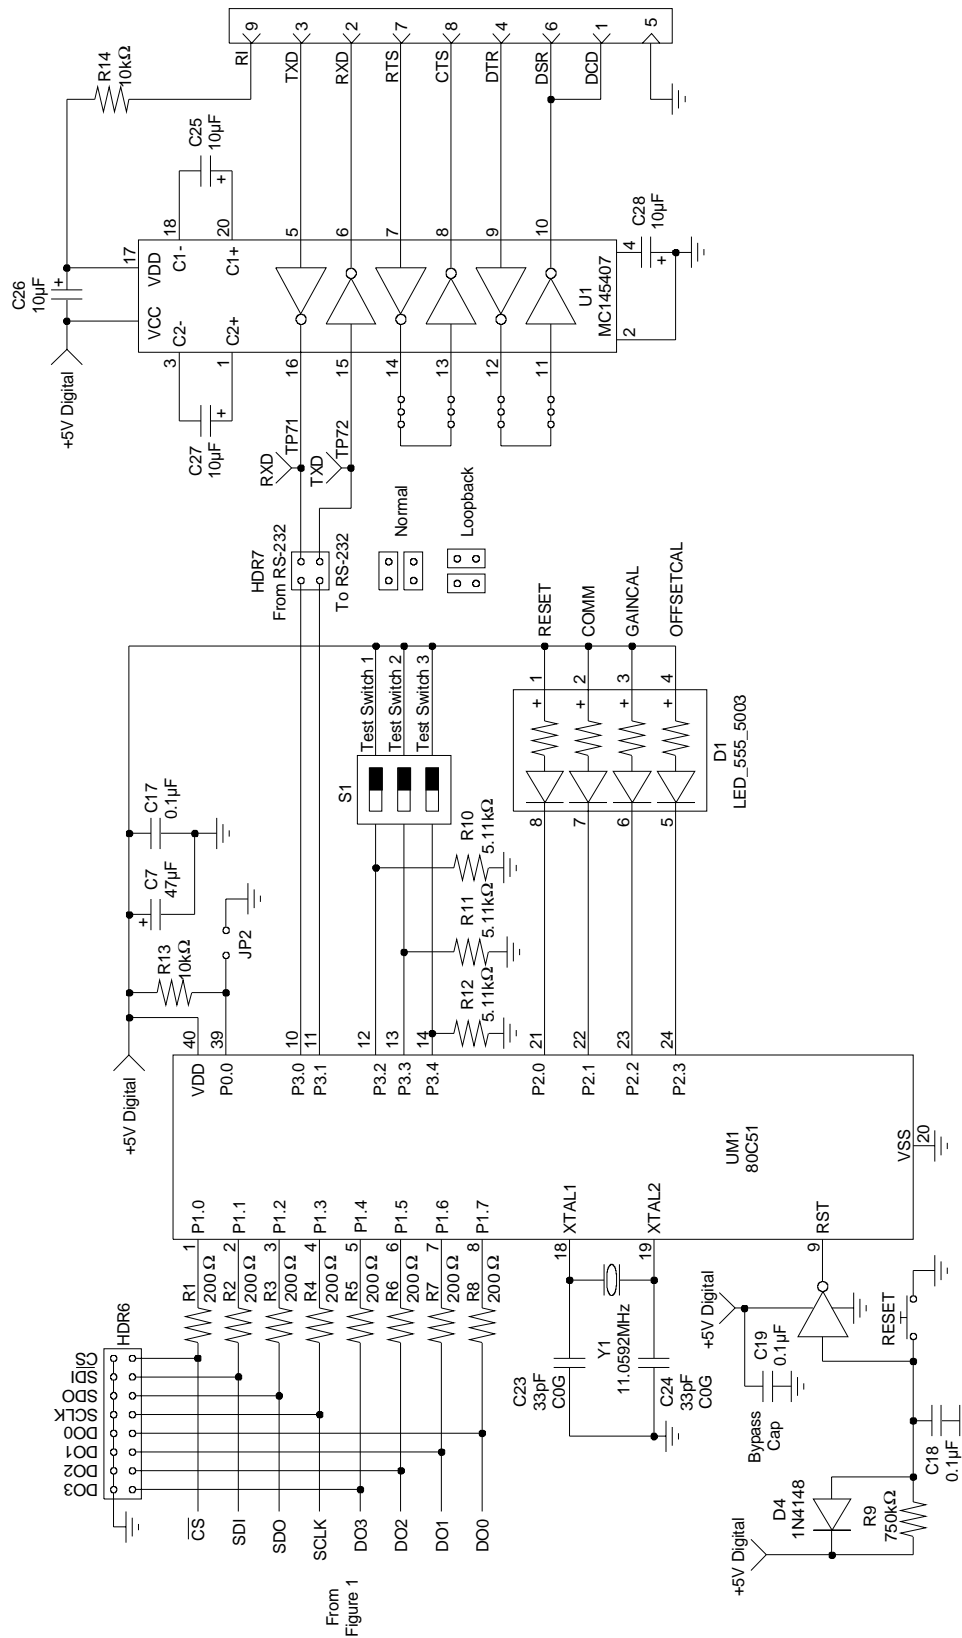 9
3
2
7
8
4
6
1
5
RI
TXD
RXD
RTS
CTS
DTR
DSR
DCD
R14
10kΩ
C25
10µF
C26
10µF
+5V Digital
C27
10µF
17
18
20
5
6
7
8
9
10
4
VDD
C1-
C1+
VCC
C2-
C2+
U1
MC145407
C28
10µF
2
3
1
16
15
14
13
12
11
RXD
TP71
TXD
TP72
HDR7
From RS-232
To RS-232
Normal
Loopback
Test Switch 1
Test Switch 2
Test Switch 3
S1
RESET
COMM
GAINCAL
OFFSETCAL
+ 1
+ 2
+ 3
+ 4
D1
LED_555_5003
8
7
6
5
C17
0.1µF
C7
47µF
R13
10kΩ
JP2
R10
5.11kΩ
R11
5.11kΩ
R12
5.11kΩ
+5V Digital
40
39
10
11
12
13
14
21
22
23
24
VDD
P0.0
P3.0
P3.1
P3.2
P3.3
P3.4
P2.0
P2.1
P2.2
P2.3
UM1
80C51
VSS
20
P1.0
P1.1
P1.2
P1.3
P1.4
P1.5
P1.6
P1.7
XTAL1
XTAL2
RST
1
2
3
4
5
6
7
8
18
19
9
R1
200Ω
R2
200Ω
R3
200Ω
R4
200Ω
R5
200Ω
R6
200Ω
R7
200Ω
R8
200Ω
HDR6
CS
SDI
SDO
SCLK
DO0
DO1
DO2
DO3
CS
SDI
SDO
SCLK
DO3
DO2
DO1
DO0
From
Figure 1
C23
33pF
C0G
Y1
11.0592MHz
C24
33pF
C0G
+5V Digital
C19
0.1µF
Bypass
Cap
RESET
C18
0.1µF
D4
1N4148
R9
750kΩ
+5V Digital